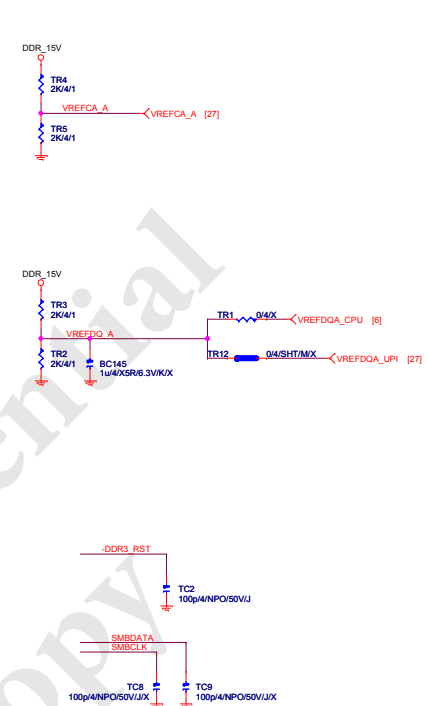 DDR_15V
TR4
2K/4/1
VREFCA_A
VREFCA_A [27]
TR5
2K/4/1
DDR_15V
TR3
2K/4/1
TR1 0/4/X
VREFDQA_CPU [6]
VREFDQ_A
TR2
2K/4/1
BC145
1u/4/X5R/6.3V/K/X
TR12 0/4/SHT/M/X
VREFDQA_UPI [27]
-DDR3_RST
TC2
100p/4/NPO/50V/J
SMBDATA
SMBCLK
TC8
100p/4/NPO/50V/J/X
TC9
100p/4/NPO/50V/J/X
ential
opy